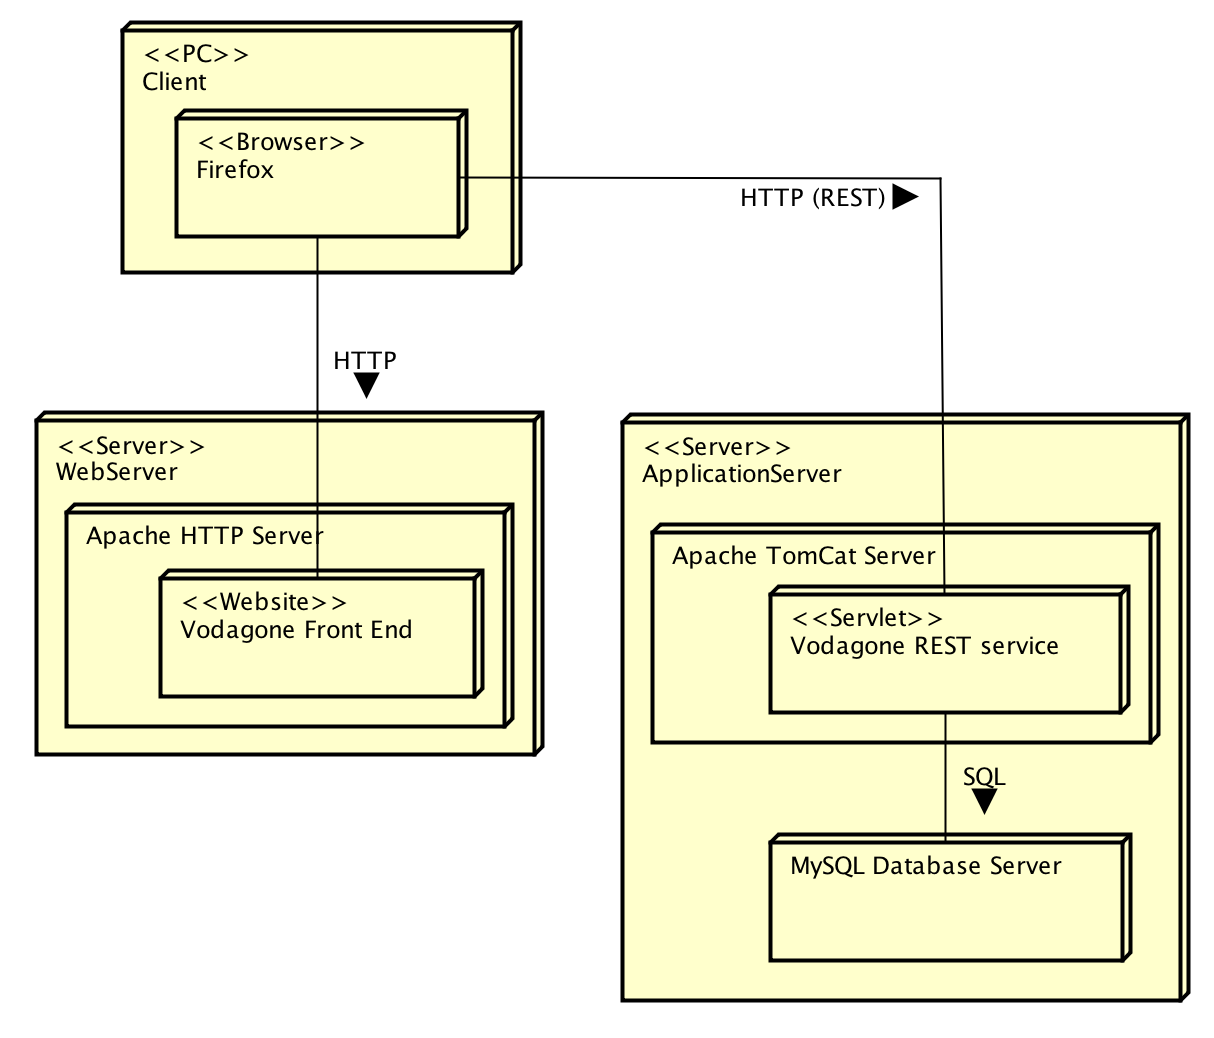 <<PC>>
Client
<<Browser>>
Firefox
HTTP (REST)
HTTP
<<Server>>
WebServer
Apache HTTP Server
<<Website>>
Vodagone Front End
<<Server>>
ApplicationServer
Apache TomCat Server
<<Servlet>>
Vodagone REST service
SQL
MySQL Database Server